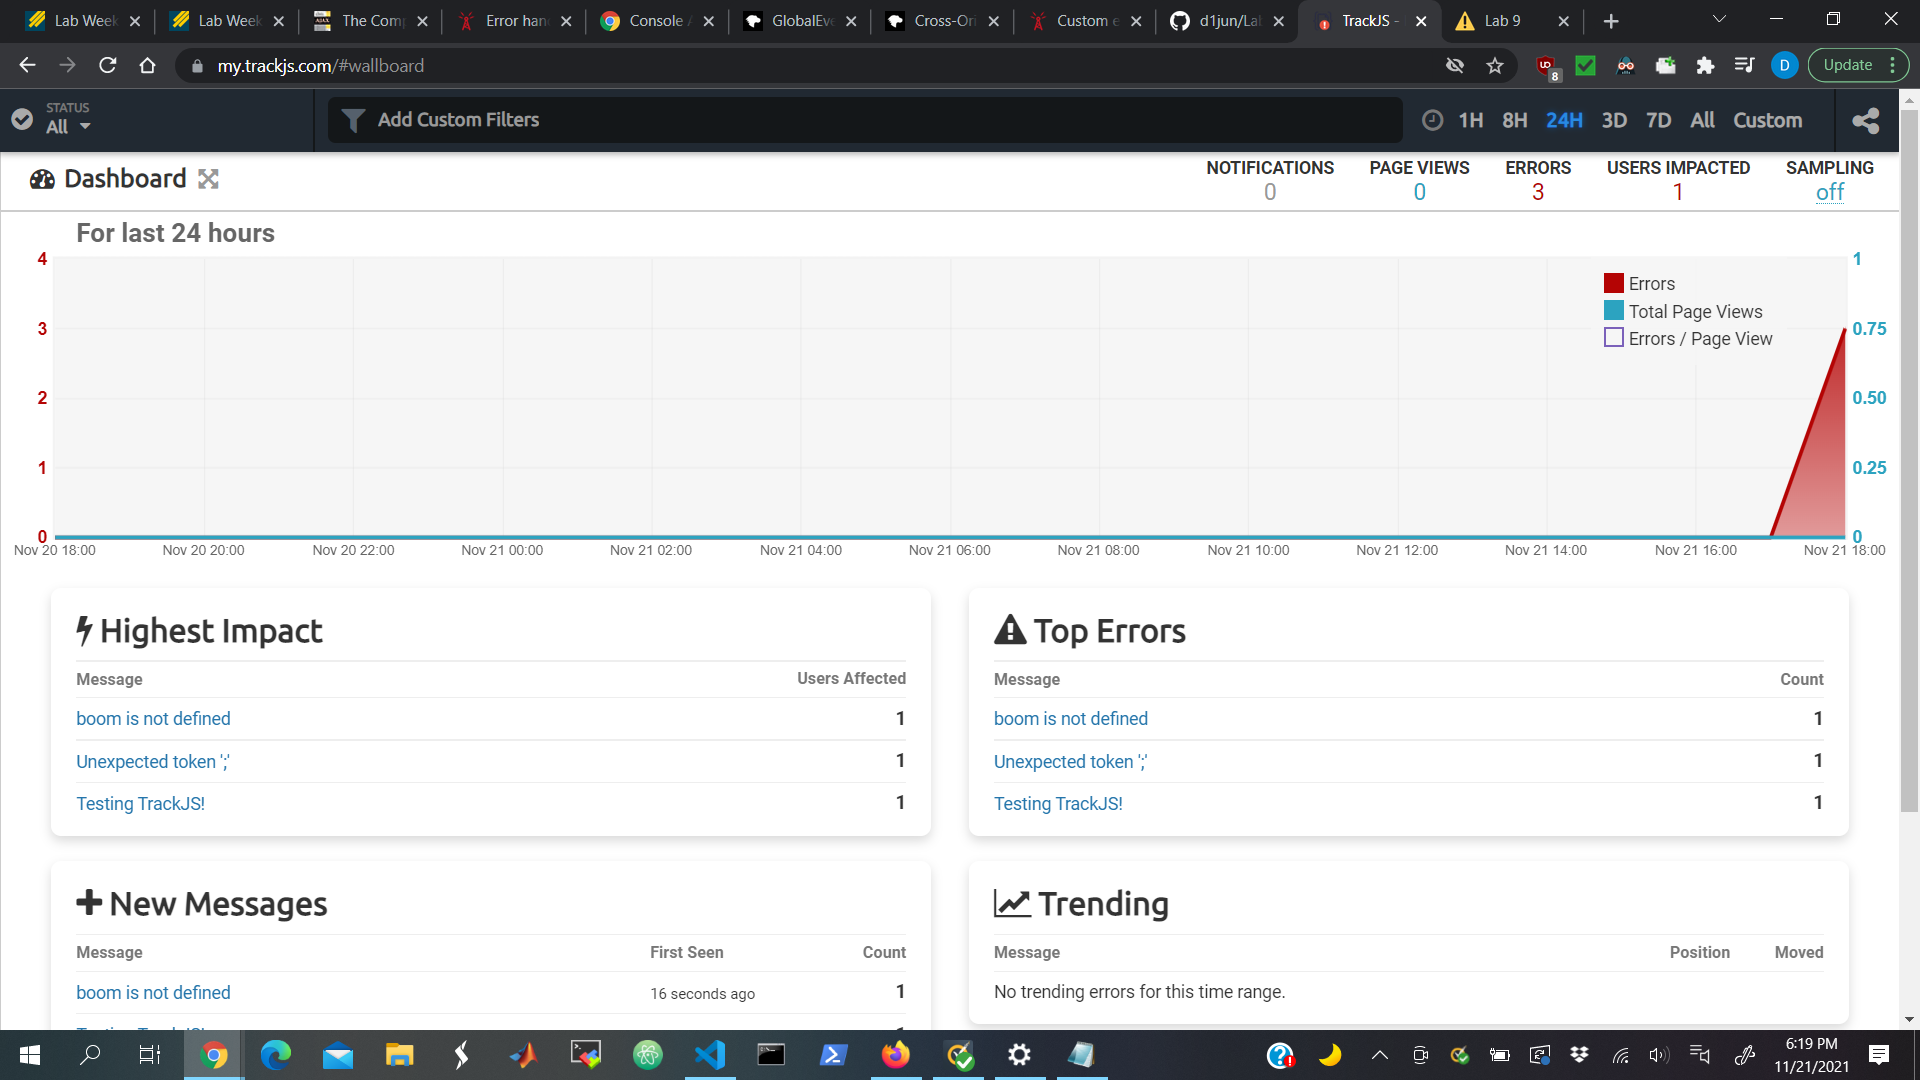 Lab Week
Lab Week
The Comp
Error han
Console A
GlobalEve
Cross-Ori
Custom e
d1jun/Lab
TrackJS -
Lab 9
my.trackjs.com/#wallboard
8
D
Update
STATUS
All
Add Custom Filters
1H 8H 24H 3D 7D All Custom
Dashboard
NOTIFICATIONS
0
PAGE VIEWS
0
ERRORS
3
USERS IMPACTED
1
SAMPLING
off
For last 24 hours
4
3
2
1
0
1
0.75
0.50
0.25
0
Errors
Total Page Views
Errors / Page View
Nov 20 18:00 Nov 20 20:00 Nov 20 22:00 Nov 21 00:00 Nov 21 02:00 Nov 21 04:00 Nov 21 06:00 Nov 21 08:00 Nov 21 10:00 Nov 21 12:00 Nov 21 14:00 Nov 21 16:00 Nov 21 18:00
Highest Impact
Message Users Affected
boom is not defined 1
Unexpected token ';' 1
Testing TrackJS! 1
Top Errors
Message Count
boom is not defined 1
Unexpected token ';' 1
Testing TrackJS! 1
New Messages
Message First Seen Count
boom is not defined 16 seconds ago 1
Trending
Message Position Moved
No trending errors for this time range.
6:19 PM
11/21/2021